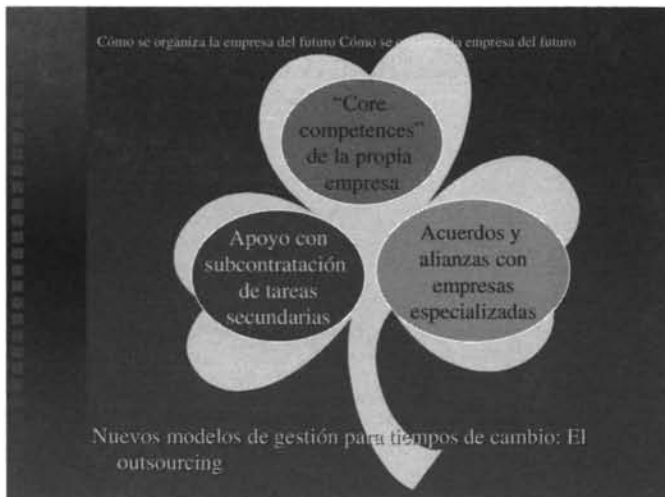 Cómo se organiza la empresa del futuro Cómo se organiza la empresa del futuro
“Core
competences”
de la propia
empresa
Apoyo con
subcontratación
de tareas
secundarias
Acuerdos y
alianzas con
empresas
especializadas
Nuevos modelos de gestión para tiempos de cambio: El
outsourcing